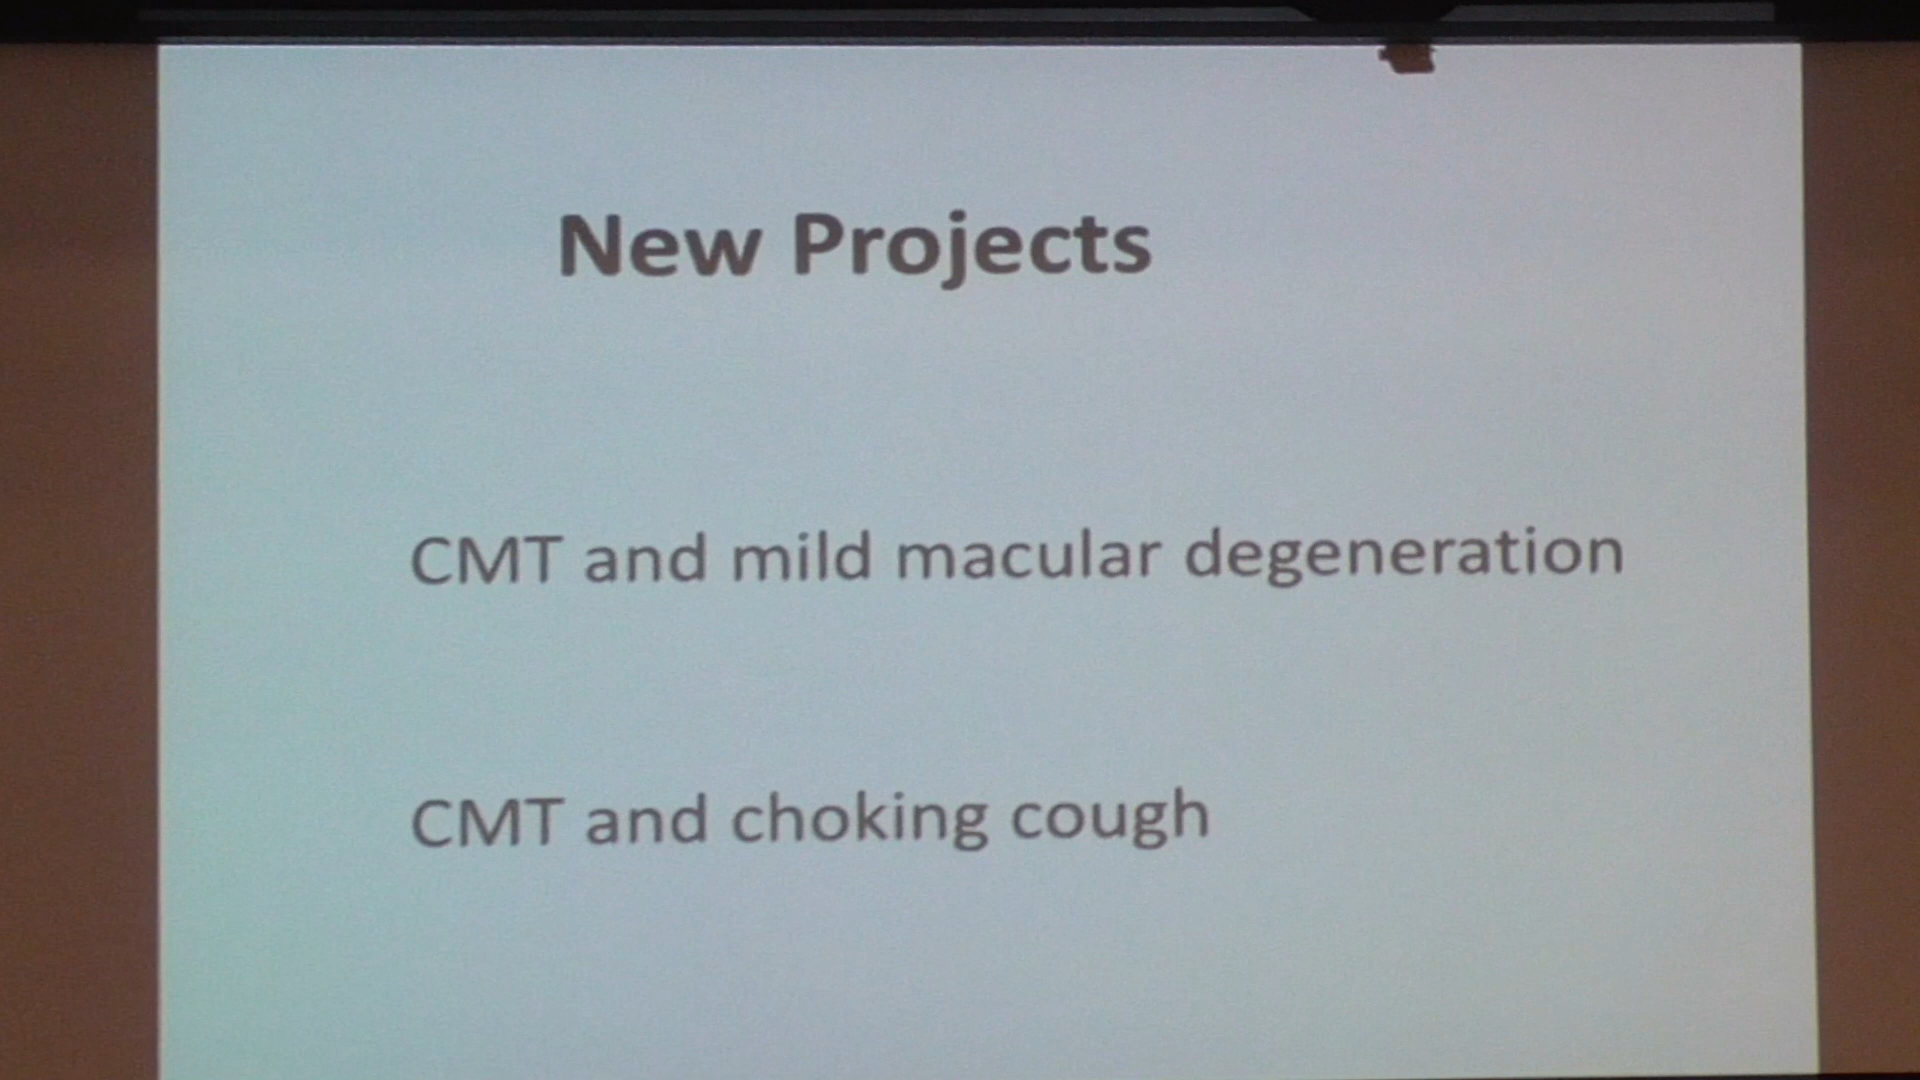 New Projects
CMT and mild macular degeneration
CMT and choking cough